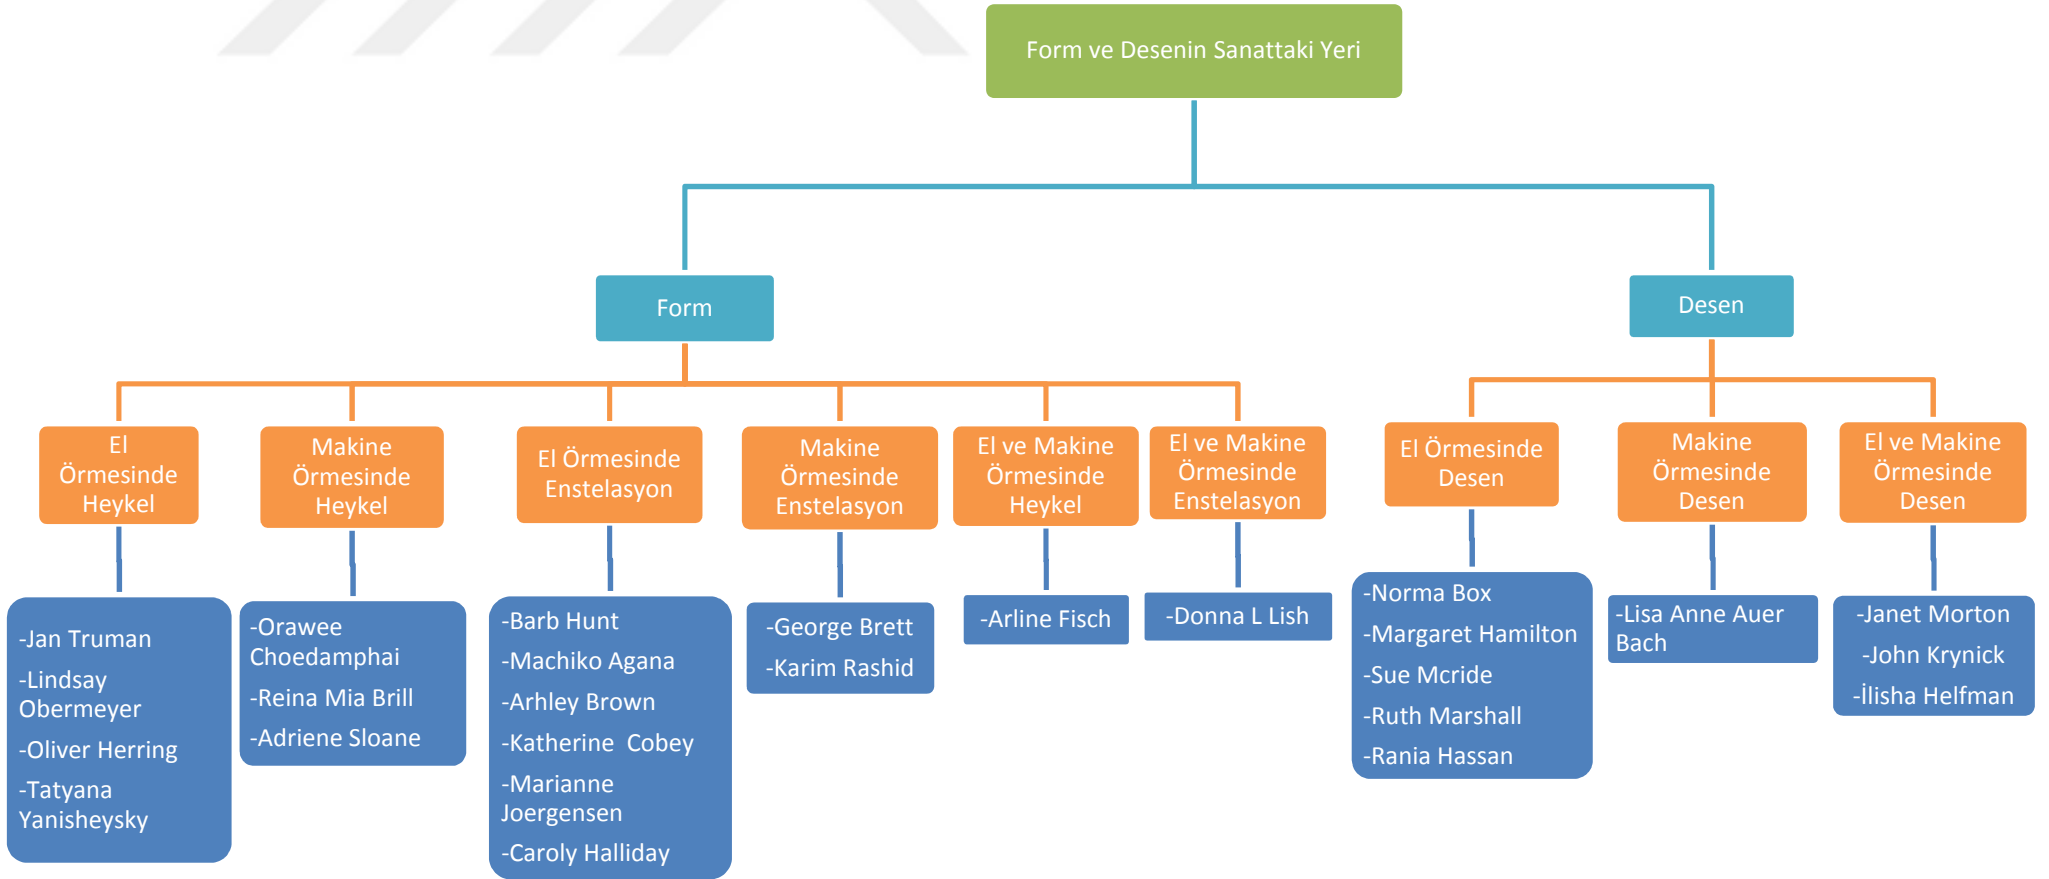 Form ve Desenin Sanattaki Yeri
Form
Desen
El
Örmesinde
Heykel
Makine
Örmesinde
Heykel
El Örmesinde
Enstelasyon
Makine
Örmesinde
Enstelasyon
El ve Makine
Örmesinde
Heykel
El ve Makine
Örmesinde
Enstelasyon
El Örmesinde
Desen
Makine
Örmesinde
Desen
El ve Makine
Örmesinde
Desen
-Jan Truman
-Lindsay
Obermeyer
-Oliver Herring
-Tatyana
Yanisheysky
-Orawee
Choedamphai
-Reina Mia Brill
-Adriene Sloane
-Barb Hunt
-Machiko Agana
-Arhley Brown
-Katherine  Cobey
-Marianne
Joergensen
-Caroly Halliday
-George Brett
-Karim Rashid
-Arline Fisch
-Donna L Lish
-Norma Box
-Margaret Hamilton
-Sue Mcride
-Ruth Marshall
-Rania Hassan
-Lisa Anne Auer
Bach
-Janet Morton
-John Krynick
-İlisha Helfman